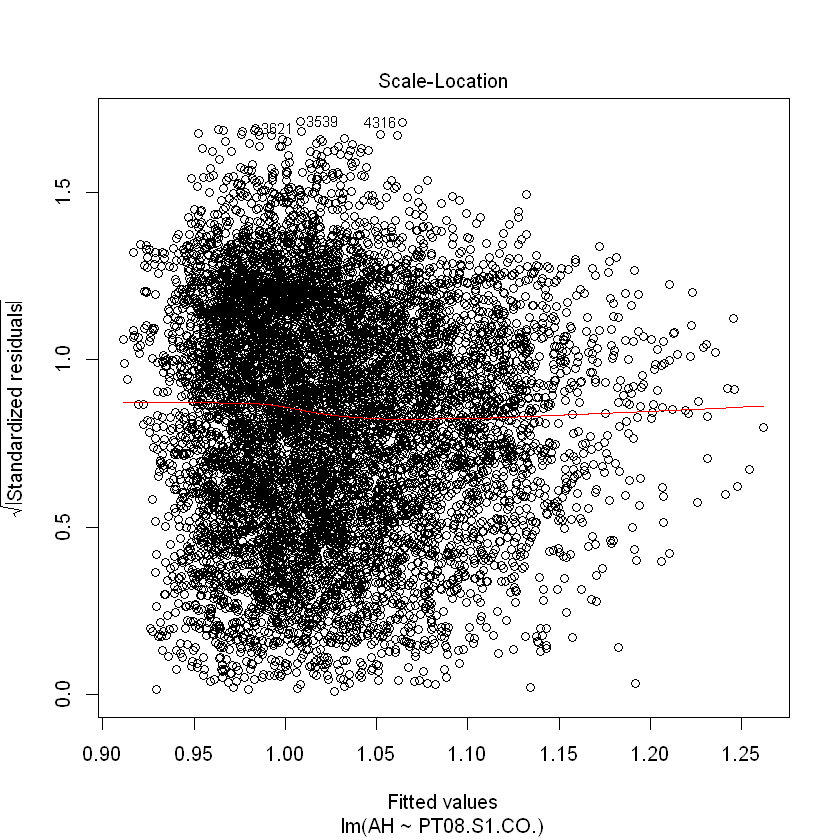 Scale-Location
3621
3539
4316
√|Standardized residuals|
1.5
1.0
0.5
0.0
0.90 0.95 1.00 1.05 1.10 1.15 1.20 1.25
Fitted values
lm(AH ~ PT08.S1.CO.)